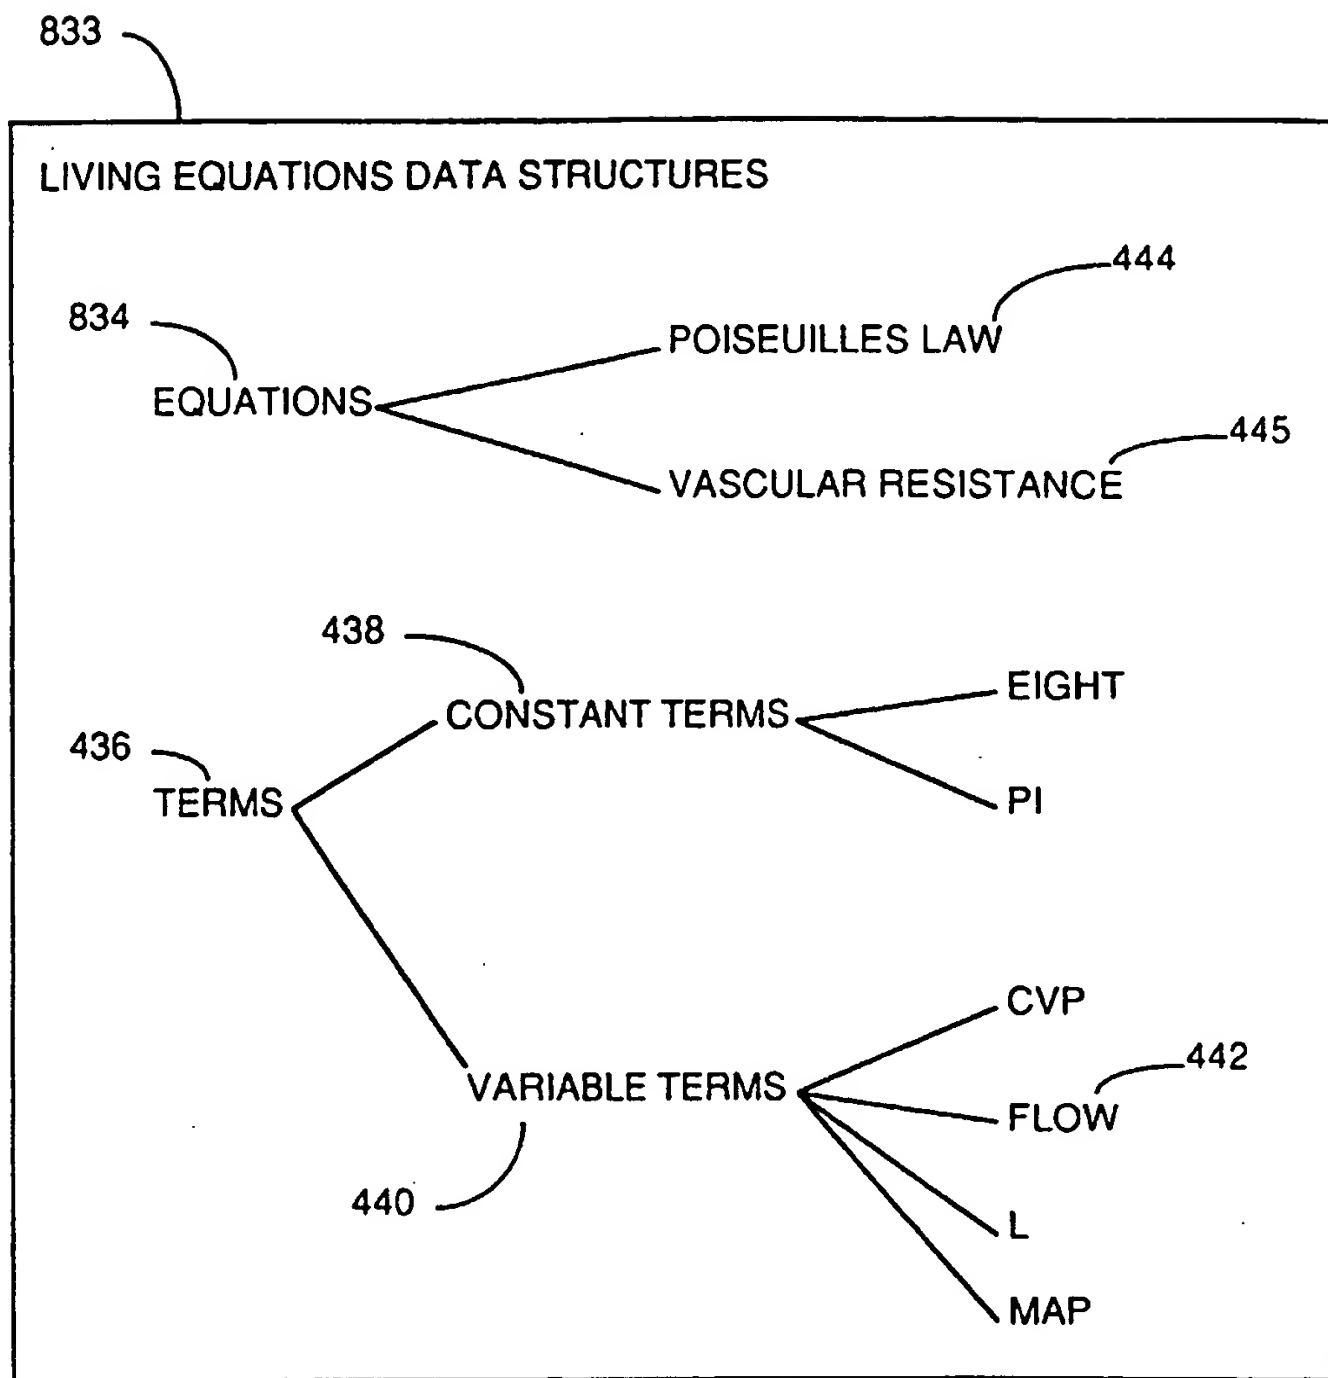 833
LIVING EQUATIONS DATA STRUCTURES
444
834
POISEUILLES LAW
EQUATIONS
445
VASCULAR RESISTANCE
438
EIGHT
CONSTANT TERMS
436
TERMS
PI
CVP
442
VARIABLE TERMS
FLOW
440
L
MAP